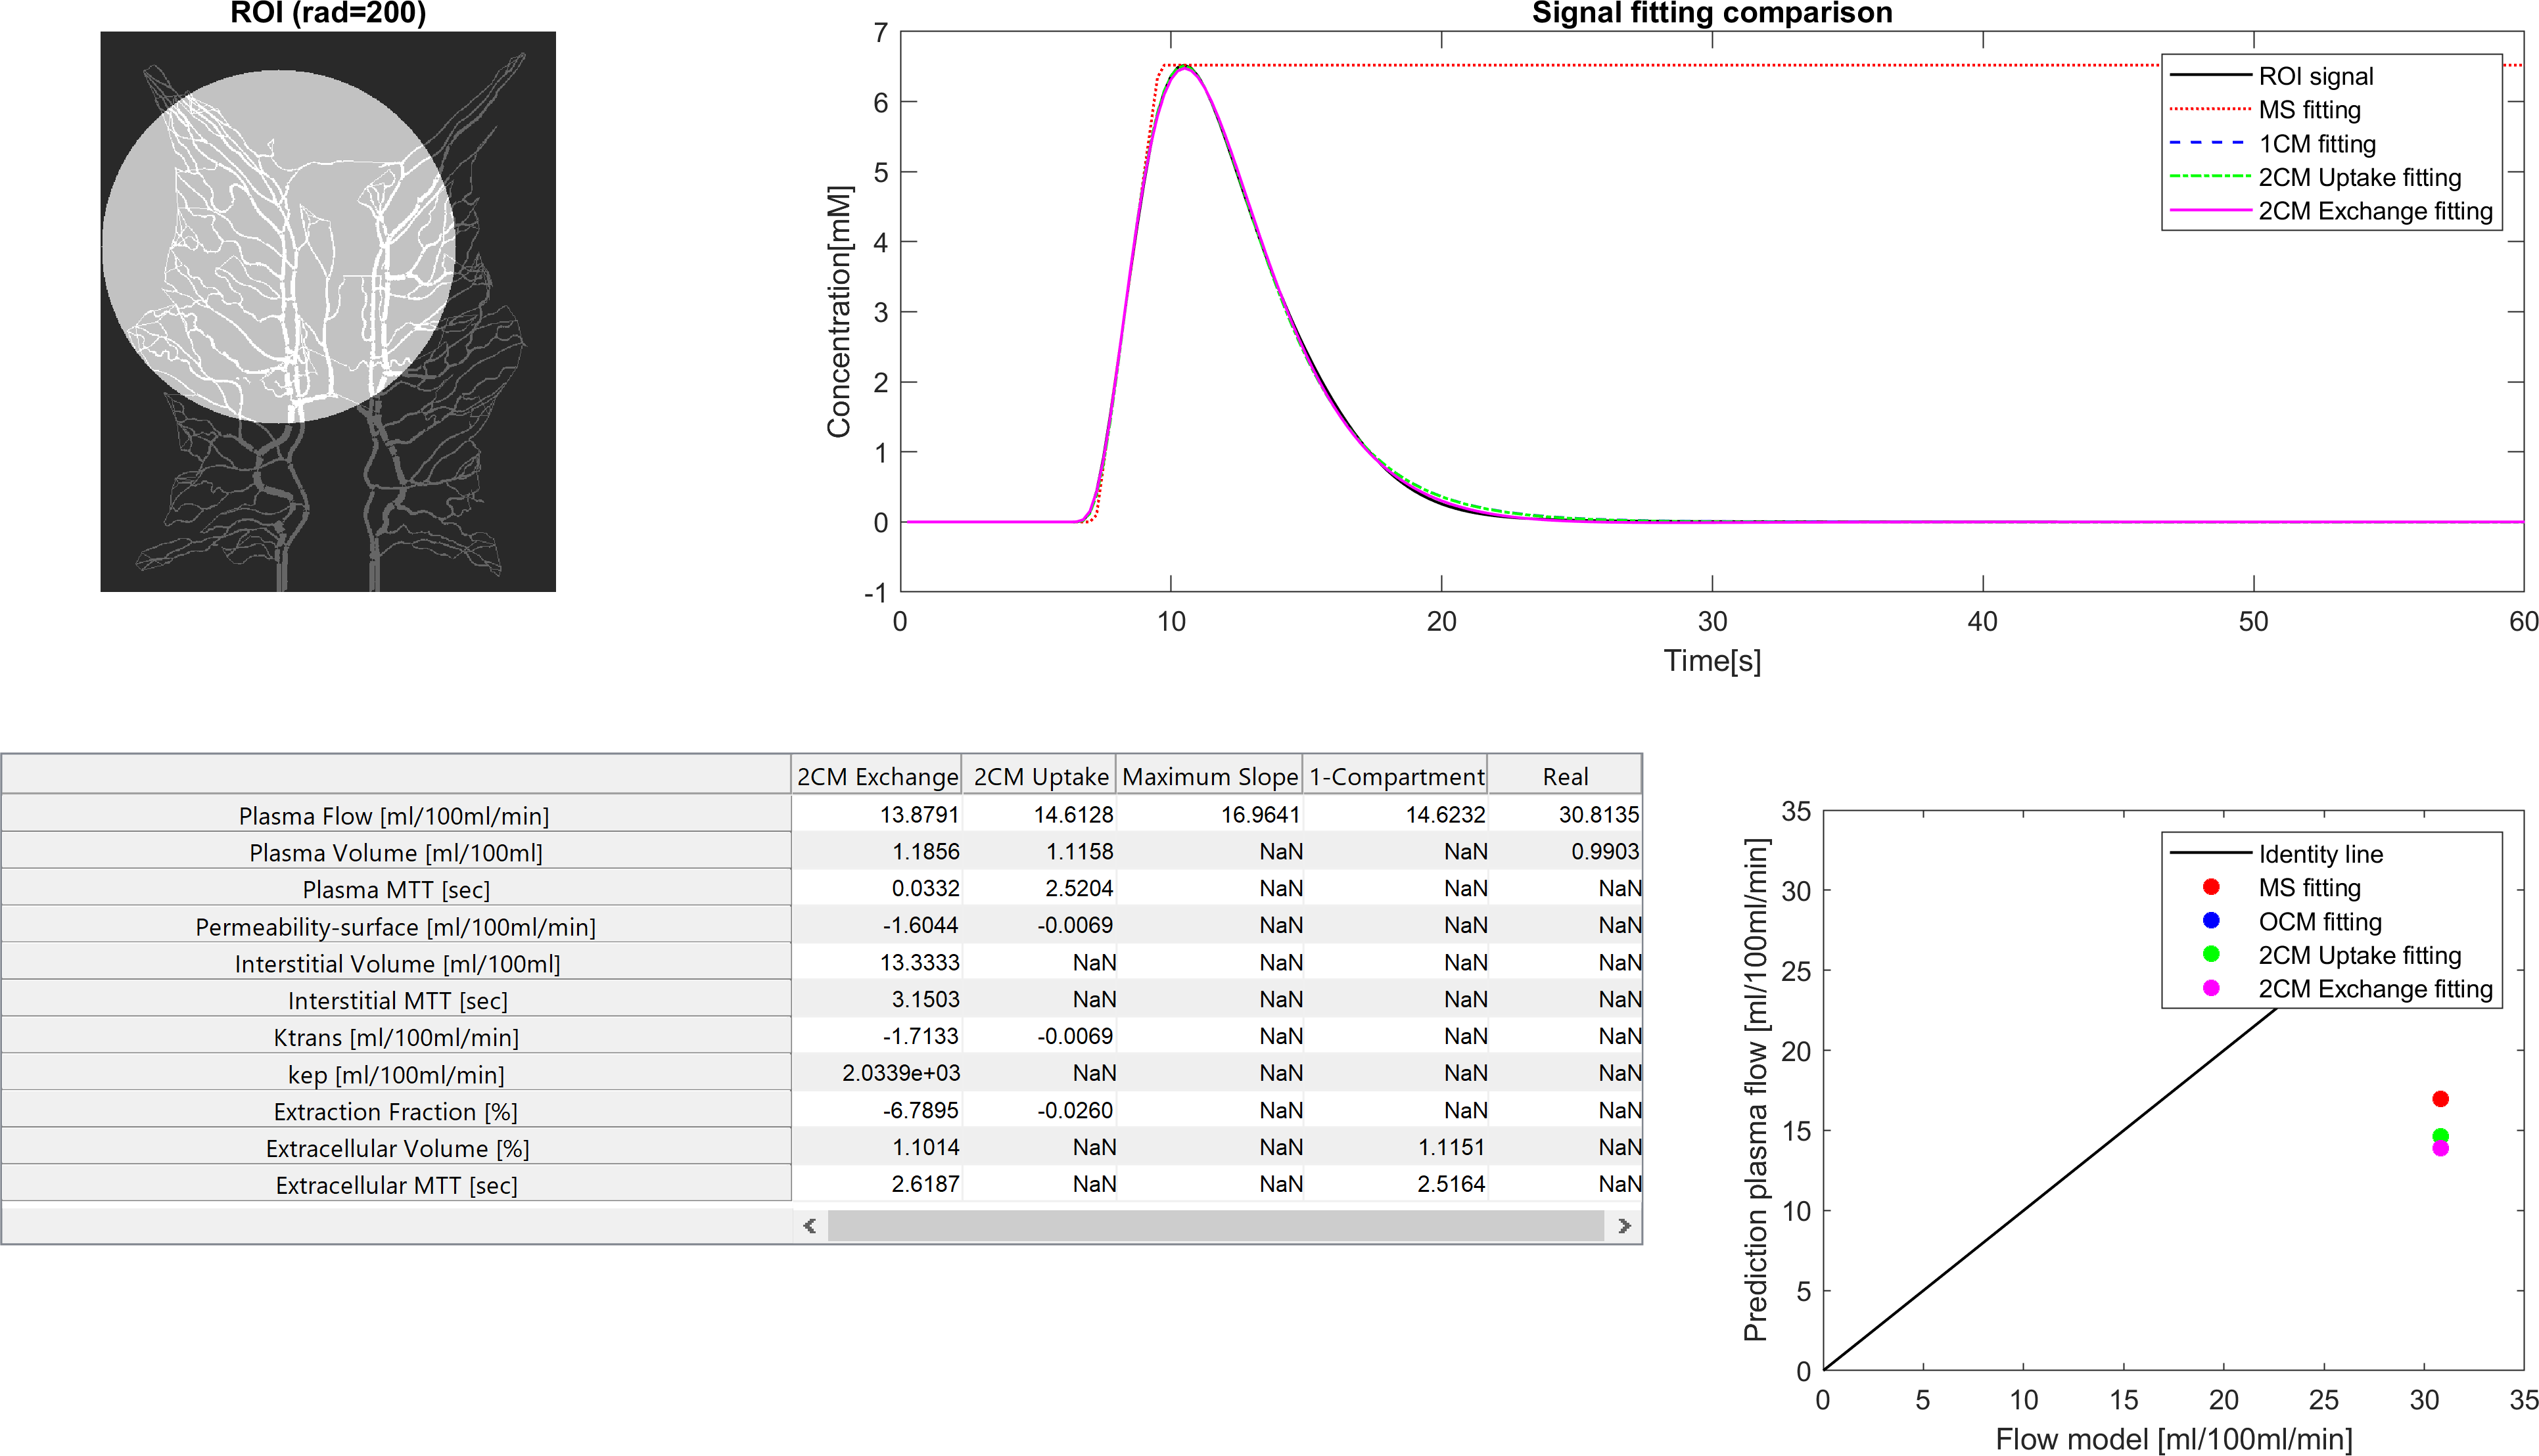 ROI (rad=200)
Signal fitting comparison
7
6
5
4
3
2
1
0
-1
Concentration[mM]
0 10 20 30 40 50 60
Time[s]
ROI signal
MS fitting
1CM fitting
2CM Uptake fitting
2CM Exchange fitting
2CM Exchange 2CM Uptake Maximum Slope 1-Compartment Real
Plasma Flow [ml/100ml/min] 13.8791 14.6128 16.9641 14.6232 30.8135
Plasma Volume [ml/100ml] 1.1856 1.1158 NaN NaN 0.9903
Plasma MTT [sec] 0.0332 2.5204 NaN NaN NaN
Permeability-surface [ml/100ml/min] -1.6044 -0.0069 NaN NaN NaN
Interstitial Volume [ml/100ml] 13.3333 NaN NaN NaN NaN
Interstitial MTT [sec] 3.1503 NaN NaN NaN NaN
Ktrans [ml/100ml/min] -1.7133 -0.0069 NaN NaN NaN
kep [ml/100ml/min] 2.0339e+03 NaN NaN NaN NaN
Extraction Fraction [%] -6.7895 -0.0260 NaN NaN NaN
Extracellular Volume [%] 1.1014 NaN NaN 1.1151 NaN
Extracellular MTT [sec] 2.6187 NaN NaN 2.5164 NaN
35
30
25
20
15
10
5
0
Prediction plasma flow [ml/100ml/min]
0 5 10 15 20 25 30 35
Flow model [ml/100ml/min]
Identity line
MS fitting
OCM fitting
2CM Uptake fitting
2CM Exchange fitting